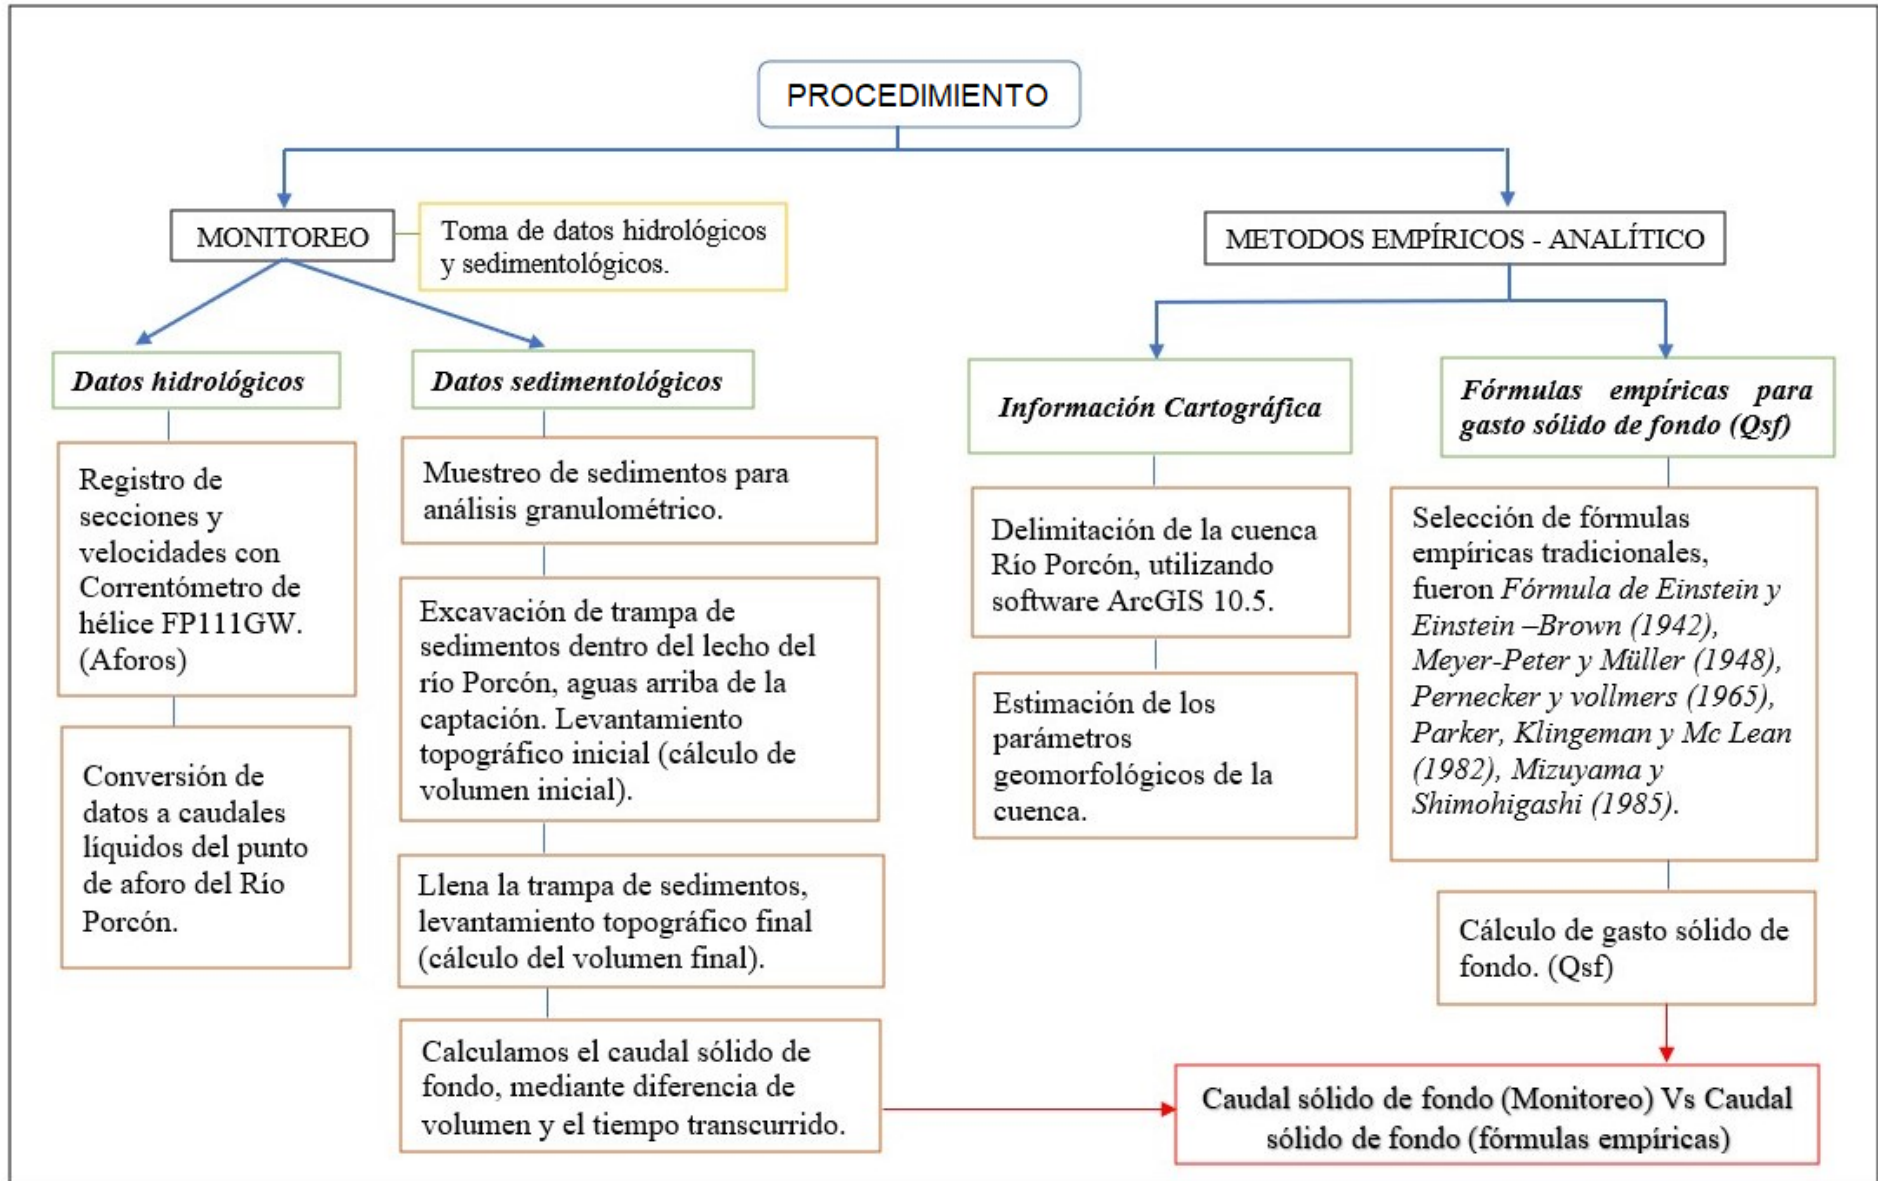 PROCEDIMIENTO
MONITOREO
Toma de datos hidrológicos
y sedimentológicos.
METODOS EMPÍRICOS - ANALÍTICO
Datos hidrológicos
Registro de
secciones y
velocidades con
Correntómetro de
hélice FP111GW.
(Aforos)
Conversión de
datos a caudales
líquidos del punto
de aforo del Río
Porcón.
Datos sedimentológicos
Muestreo de sedimentos para
análisis granulométrico.
Excavación de trampa de
sedimentos dentro del lecho del
río Porcón, aguas arriba de la
captación. Levantamiento
topográfico inicial (cálculo de
volumen inicial).
Llena la trampa de sedimentos,
levantamiento topográfico final
(cálculo del volumen final).
Calculamos el caudal sólido de
fondo, mediante diferencia de
volumen y el tiempo transcurrido.
Información Cartográfica
Delimitación de la cuenca
Río Porcón, utilizando
software ArcGIS 10.5.
Estimación de los
parámetros
geomorfológicos de la
cuenca.
Fórmulas empíricas para
gasto sólido de fondo (Qsf)
Selección de fórmulas
empíricas tradicionales,
fueron Fórmula de Einstein y
Einstein –Brown (1942),
Meyer-Peter y Müller (1948),
Pernecker y vollmers (1965),
Parker, Klingeman y Mc Lean
(1982), Mizuyama y
Shimohigashi (1985).
Cálculo de gasto sólido de
fondo. (Qsf)
Caudal sólido de fondo (Monitoreo) Vs Caudal
sólido de fondo (fórmulas empíricas)